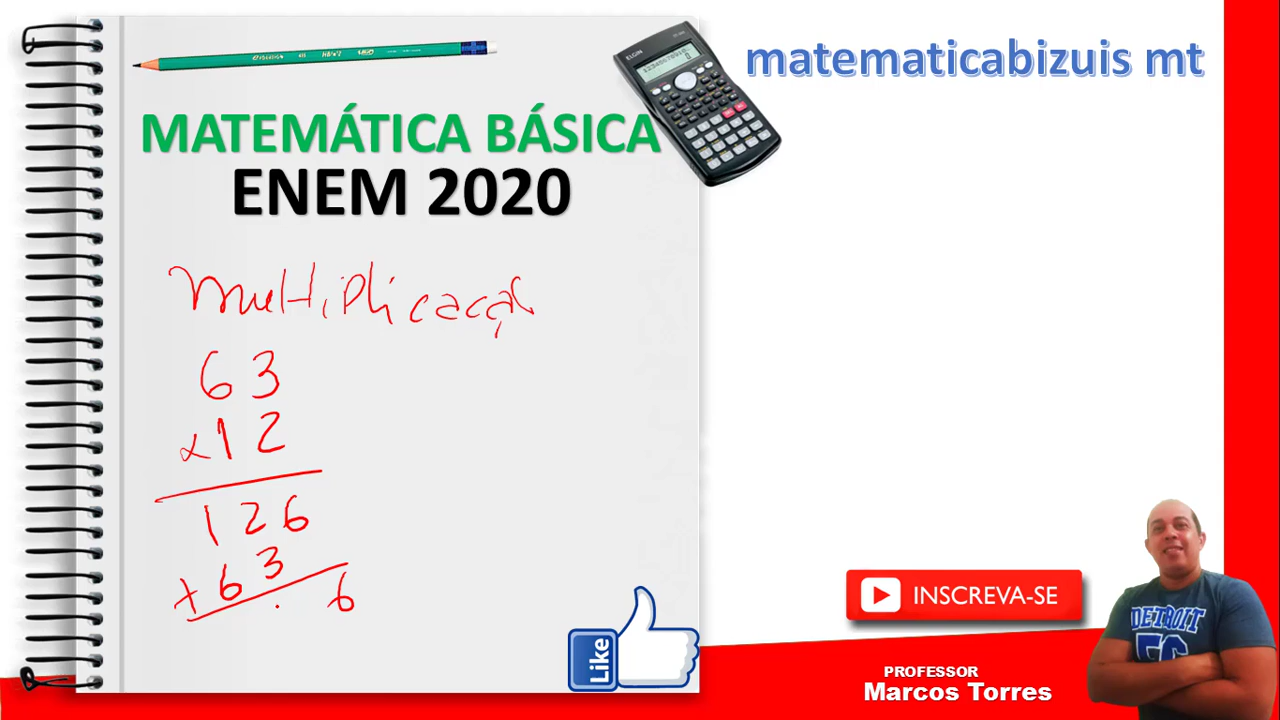 matematicabizuis mt
MATEMÁTICA BÁSICA
ENEM 2020
multiplicação
63
x12
126
+63
6
Like
INSCREVA-SE
DETROIT
PROFESSOR
Marcos Torres